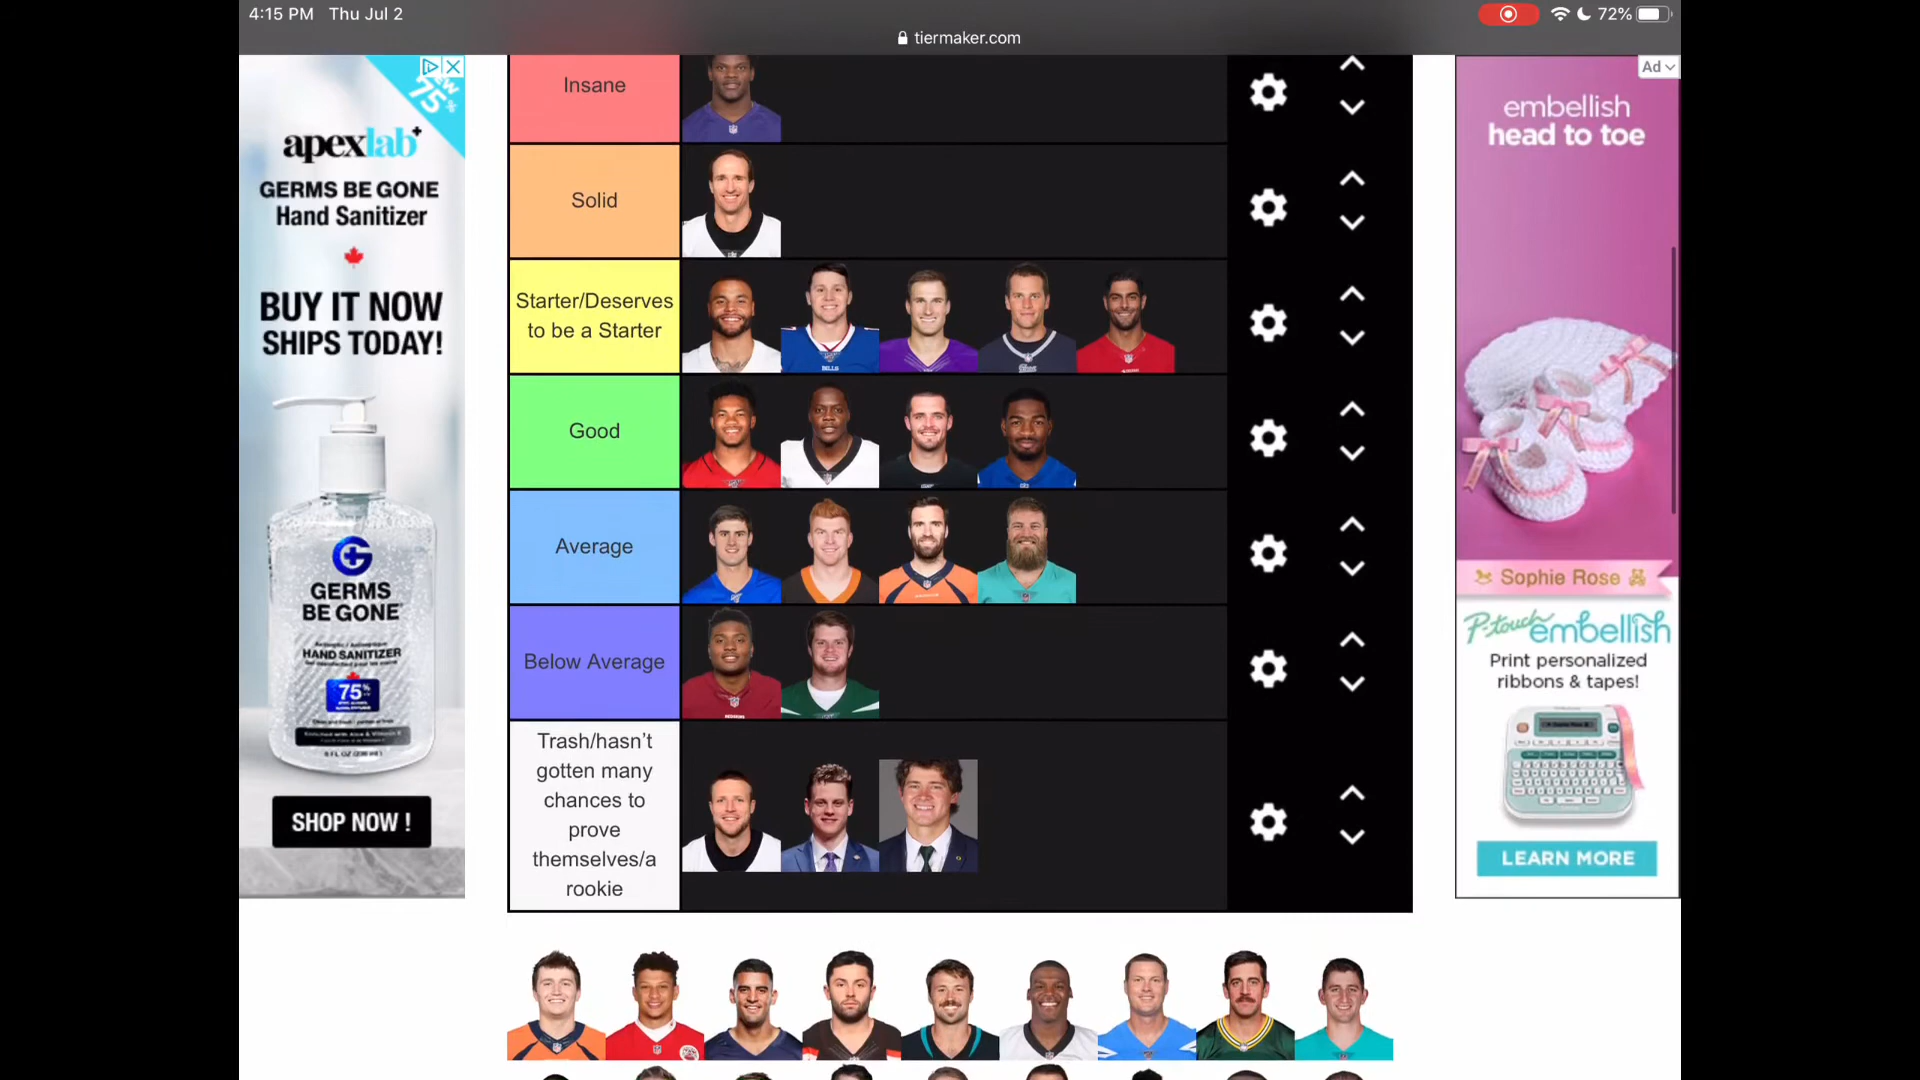 4:15 PM Thu Jul 2
72%
tiermaker.com
NEW
75%
apexlab+
GERMS BE GONE
Hand Sanitizer
BUY IT NOW
SHIPS TODAY!
GERMS
BE GONE
HAND SANITIZER
75%
SHOP NOW !
Insane
Solid
Starter/Deserves
to be a Starter
BILLS
Good
Average
Below Average
Trash/hasn't
gotten many
chances to
prove
themselves/a
rookie
Ad
embellish
head to toe
Sophie Rose
P-touch embellish
Print personalized
ribbons & tapes!
LEARN MORE